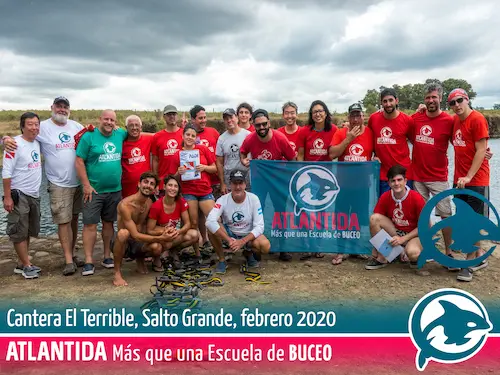 ATLANTIDA
Más que una Escuela de BUCEO
Cantera El Terrible, Salto Grande, febrero 2020
ATLANTIDA Más que una Escuela de BUCEO